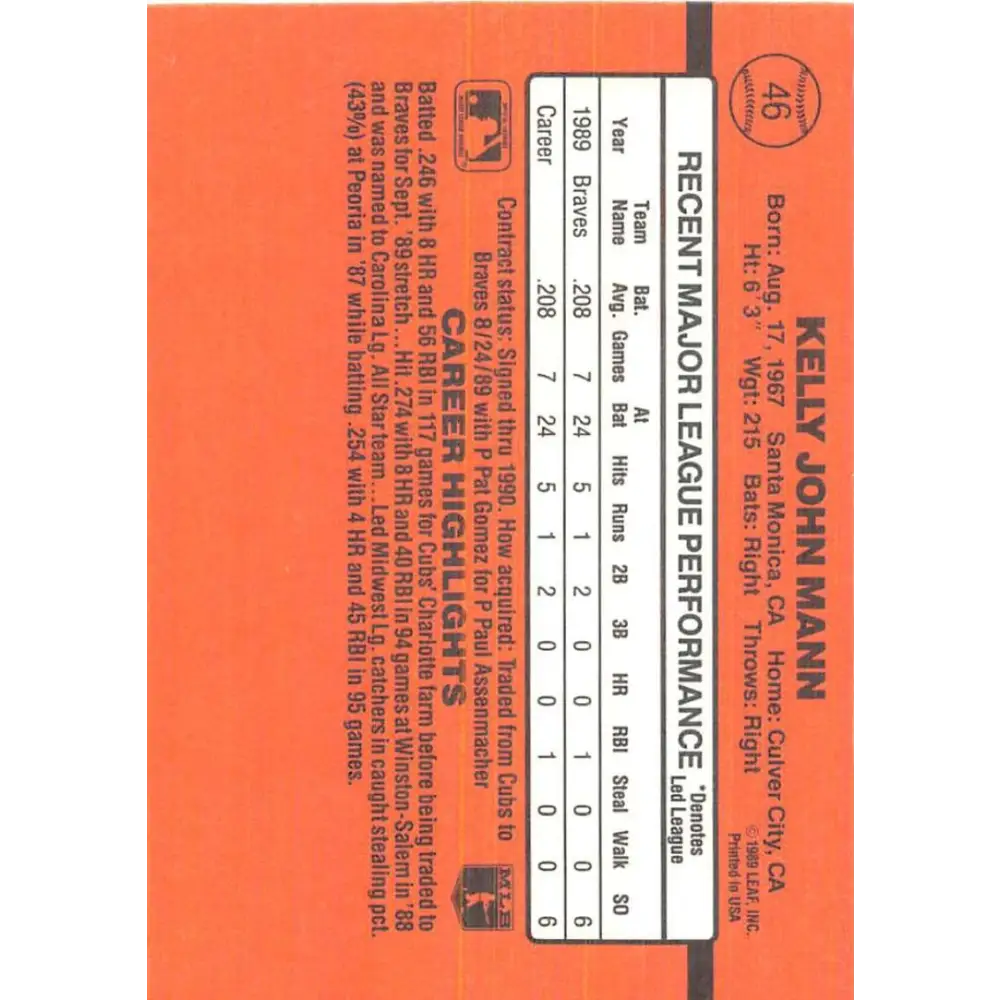 46
KELLY JOHN MANN
Born: Aug. 17, 1967 Santa Monica, CA Home: Culver City, CA
Ht: 6' 3" Wgt: 215 Bats: Right Throws: Right
© 1989 LEAF, INC.
Printed in USA
RECENT MAJOR LEAGUE PERFORMANCE *Denotes
Led League
Year Team Name Bat. Avg. Games At Bat Hits Runs 2B 3B HR RBI Steal Walk SO
1989 Braves .208 7 24 5 1 2 0 0 1 0 0 6
Career .208 7 24 5 1 2 0 0 1 0 0 6
Contract status: Signed thru 1990. How acquired: Traded from Cubs to
Braves 8/24/89 with P Pat Gomez for P Paul Assenmacher
MLB
CAREER HIGHLIGHTS
Batted .246 with 8 HR and 56 RBI in 117 games for Cubs' Charlotte farm before being traded to
Braves for Sept. '89 stretch...Hit .274 with 8 HR and 40 RBI in 94 games at Winston-Salem in '88
and was named to Carolina Lg. All Star team...Led Midwest Lg. catchers in caught stealing pct.
(43%) at Peoria in '87 while batting .254 with 4 HR and 45 RBI in 95 games.